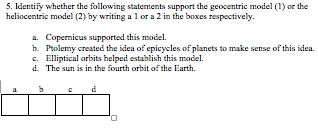 5. Identify whether the following statements support the geocentric model (1) or the
heliocentric model (2) by writing a 1 or a 2 in the boxes respectively.
a. Copernicus supported this model.
b. Ptolemy created the idea of epicycles of planets to make sense of this idea.
c. Elliptical orbits helped establish this model.
d. The sun is in the fourth orbit of the Earth.
a b c d